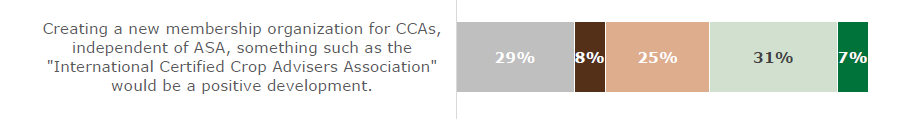 Creating a new membership organization for CCAs,
independent of ASA, something such as the
"International Certified Crop Advisers Association"
would be a positive development.
29% 8% 25% 31% 7%